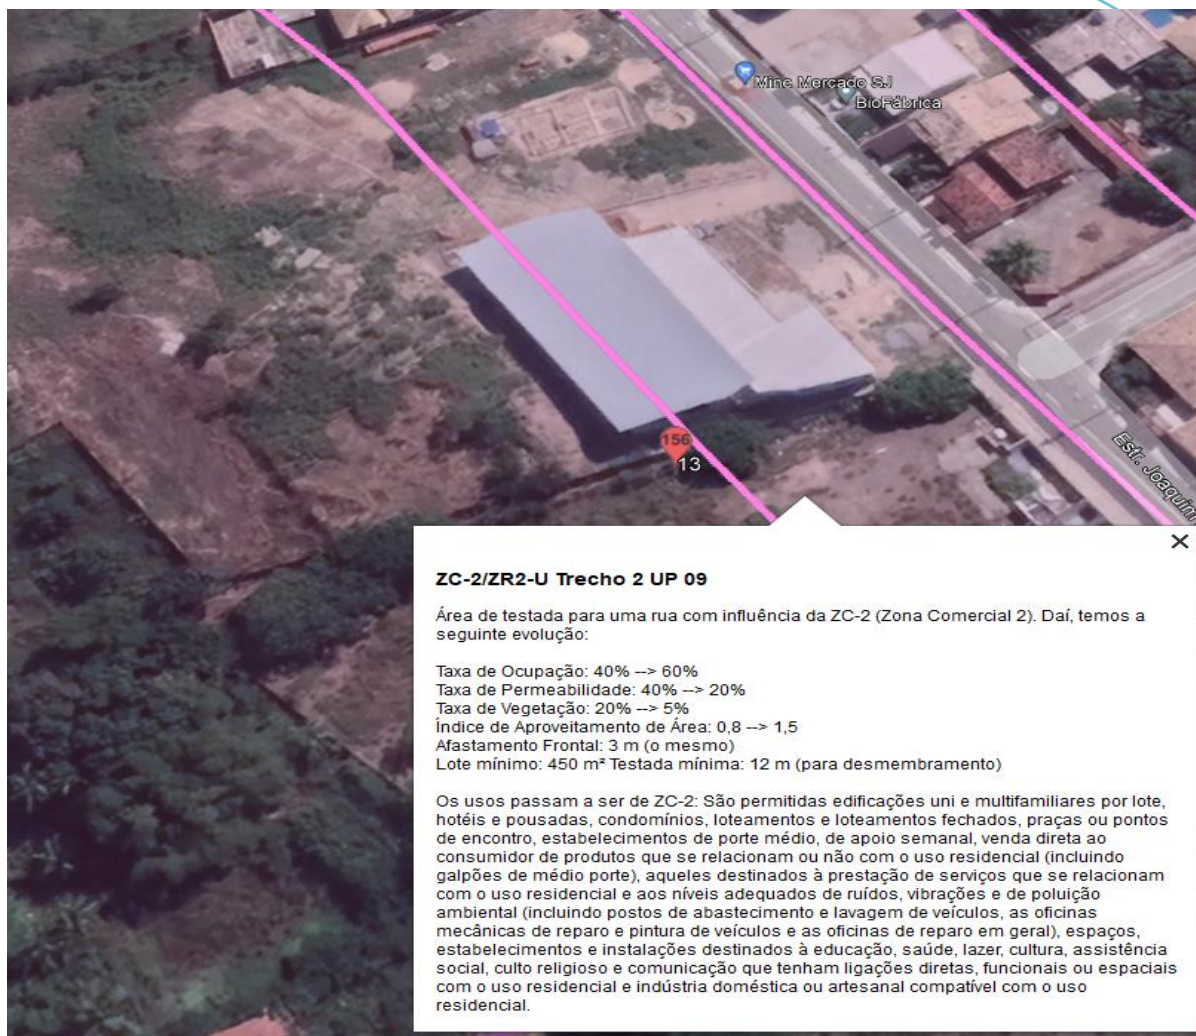 Mine Mercado SJ
BioFábrica
156
13
Estr. Joaquim
ZC-2/ZR2-U Trecho 2 UP 09
Área de testada para uma rua com influência da ZC-2 (Zona Comercial 2). Daí, temos a
seguinte evolução:
Taxa de Ocupação: 40% --> 60%
Taxa de Permeabilidade: 40% --> 20%
Taxa de Vegetação: 20% --> 5%
Índice de Aproveitamento de Área: 0,8 --> 1,5
Afastamento Frontal: 3 m (o mesmo)
Lote mínimo: 450 m² Testada mínima: 12 m (para desmembramento)
Os usos passam a ser de ZC-2: São permitidas edificações uni e multifamiliares por lote,
hotéis e pousadas, condomínios, loteamentos e loteamentos fechados, praças ou pontos
de encontro, estabelecimentos de porte médio, de apoio semanal, venda direta ao
consumidor de produtos que se relacionam ou não com o uso residencial (incluindo
galpões de médio porte), aqueles destinados à prestação de serviços que se relacionam
com o uso residencial e aos níveis adequados de ruídos, vibrações e de poluição
ambiental (incluindo postos de abastecimento e lavagem de veículos, as oficinas
mecânicas de reparo e pintura de veículos e as oficinas de reparo em geral), espaços,
estabelecimentos e instalações destinados à educação, saúde, lazer, cultura, assistência
social, culto religioso e comunicação que tenham ligações diretas, funcionais ou espaciais
com o uso residencial e indústria doméstica ou artesanal compatível com o uso
residencial.